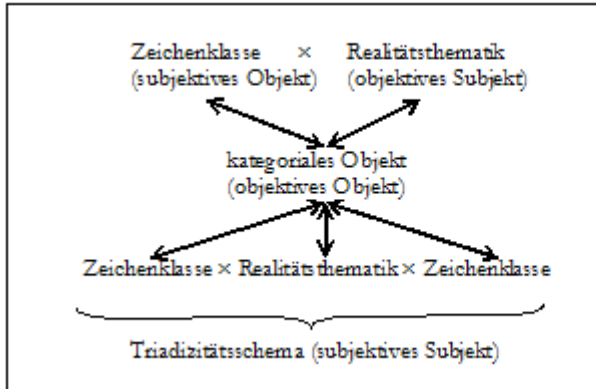 Zeichenklasse × Realitätsthematik
(subjektives Objekt) (objektives Subjekt)
kategoriales Objekt
(objektives Objekt)
Zeichenklasse × Realitätsthematik × Zeichenklasse
Triadizitätsschema (subjektives Subjekt)